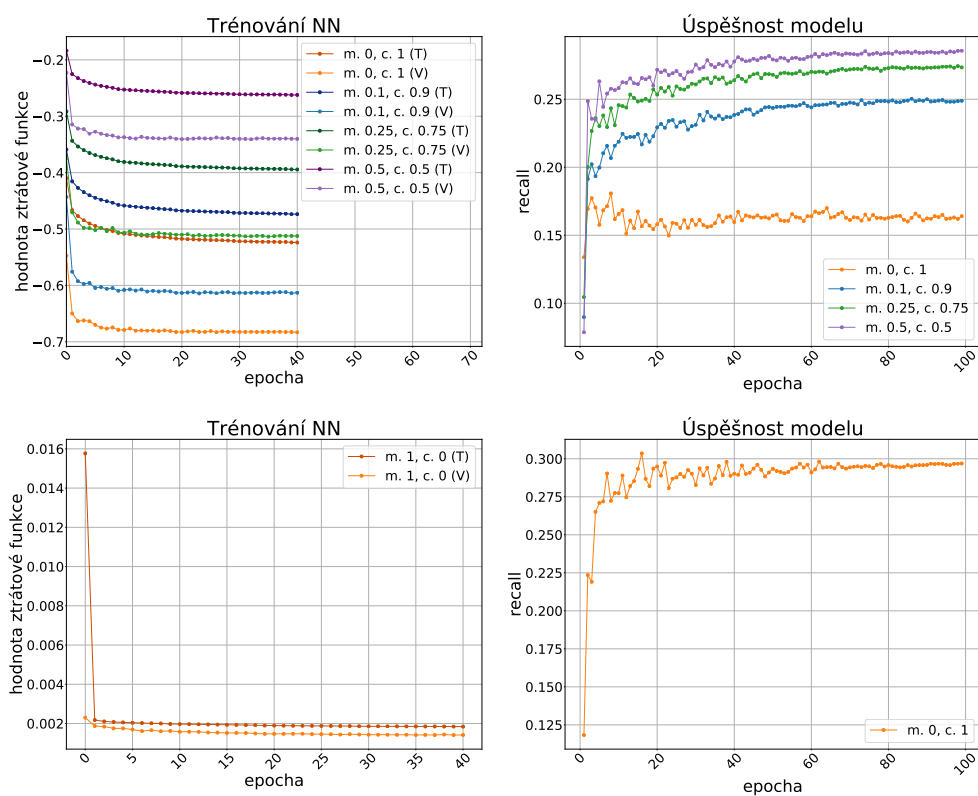 Trénování NN
hodnota ztrátové funkce
−0.2
−0.3
−0.4
−0.5
−0.6
−0.7
m. 0, c. 1 (T)
m. 0, c. 1 (V)
m. 0.1, c. 0.9 (T)
m. 0.1, c. 0.9 (V)
m. 0.25, c. 0.75 (T)
m. 0.25, c. 0.75 (V)
m. 0.5, c. 0.5 (T)
m. 0.5, c. 0.5 (V)
0 10 20 30 40 50 60 70
epocha
Úspěšnost modelu
recall
0.25
0.20
0.15
0.10
m. 0, c. 1
m. 0.1, c. 0.9
m. 0.25, c. 0.75
m. 0.5, c. 0.5
0 20 40 60 80 100
epocha
Trénování NN
hodnota ztrátové funkce
0.016
0.014
0.012
0.010
0.008
0.006
0.004
0.002
m. 1, c. 0 (T)
m. 1, c. 0 (V)
0 5 10 15 20 25 30 35 40
epocha
Úspěšnost modelu
recall
0.300
0.275
0.250
0.225
0.200
0.175
0.150
0.125
m. 0, c. 1
0 20 40 60 80 100
epocha